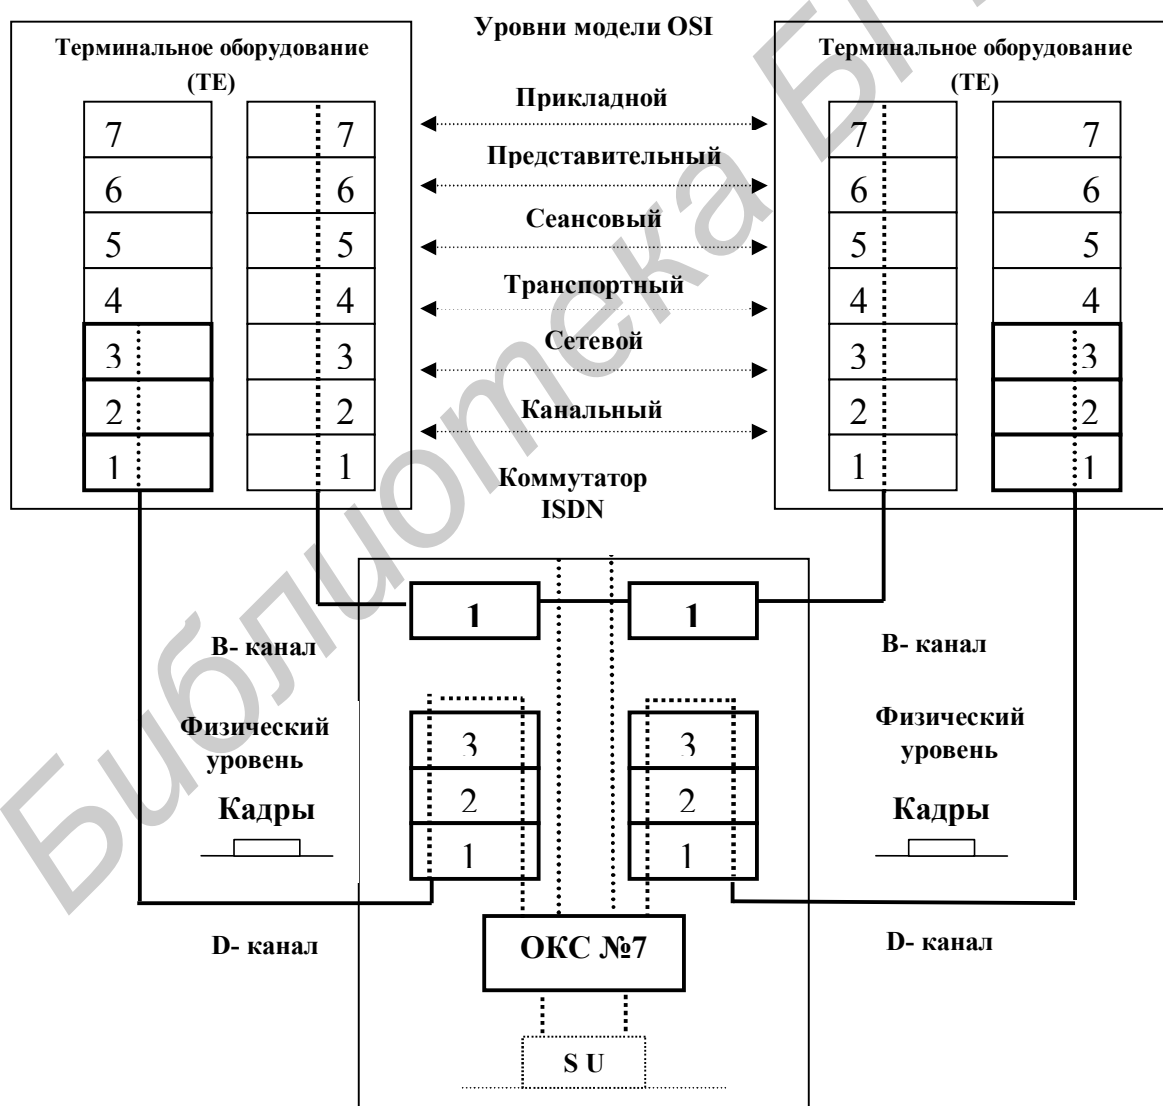 Уровни модели OSI
Терминальное оборудование
(TE)
Терминальное оборудование
(TE)
7 7 7 7
6 6 6 6
5 5 5 5
4 4 4 4
3 3 3 3
2 2 2 2
1 1 1 1
Прикладной
Представительный
Сеансовый
Транспортный
Сетевой
Канальный
Коммутатор
ISDN
1 1
B- канал
B- канал
Физический
уровень
Физический
уровень
3 3
2 2
1 1
Кадры
Кадры
D- канал
D- канал
ОКС №7
S U
Библиотека БГ